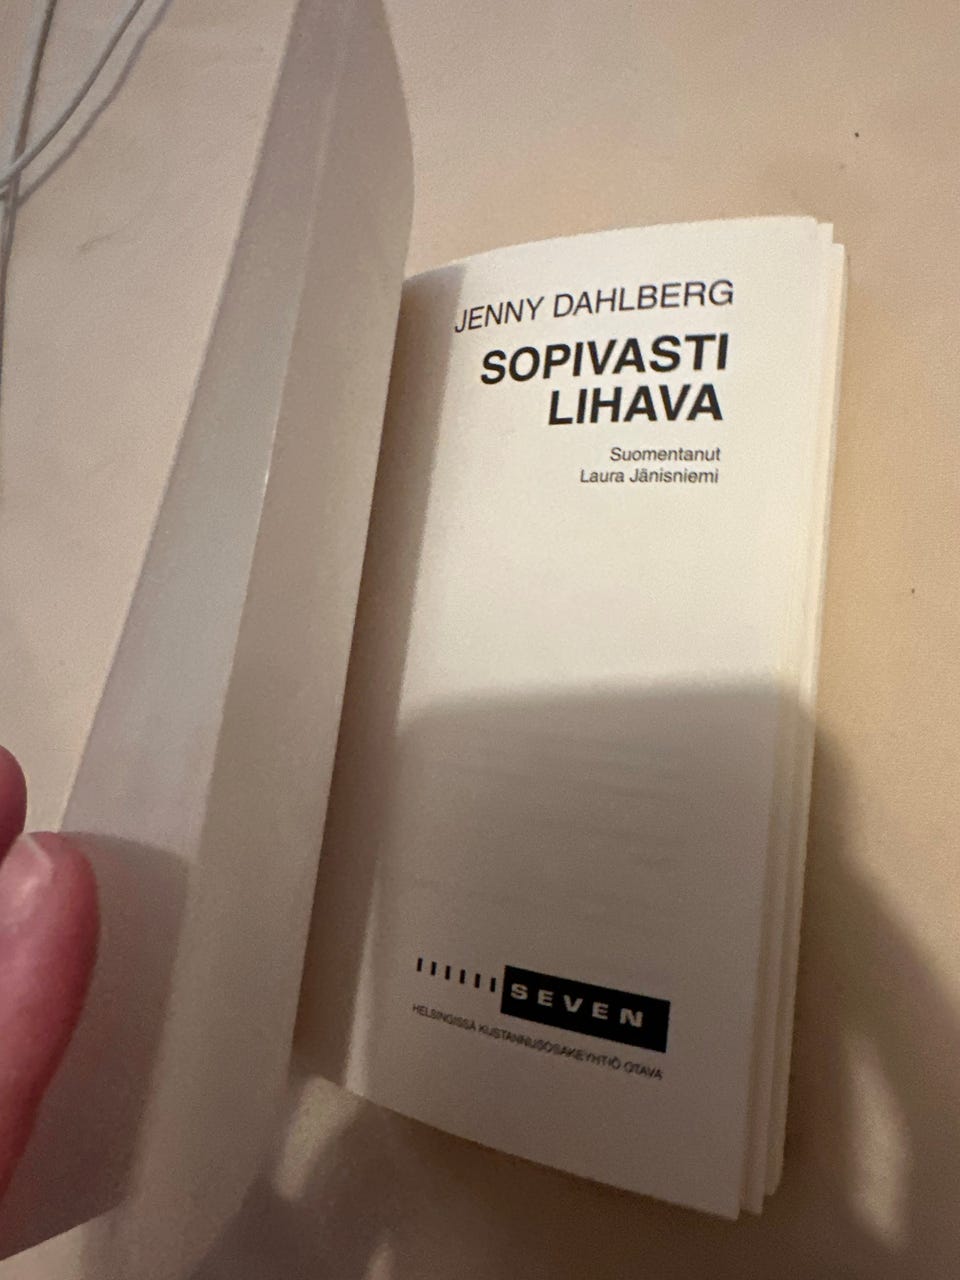 JENNY DAHLBERG
SOPIVASTI
LIHAVA
Suomentanut
Laura Jänisniemi
SEVEN
HELSINGISSÄ KUSTANNUSOSAKEYHTIÖ OTAVA